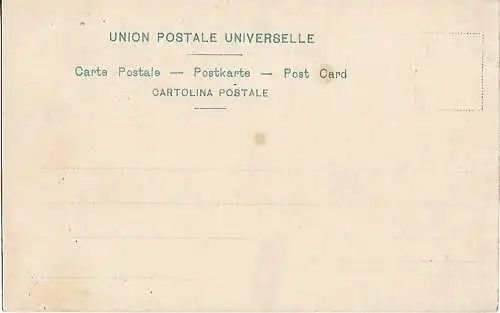 UNION POSTALE UNIVERSELLE
Carte Postale — Postkarte — Post Card
CARTOLINA POSTALE